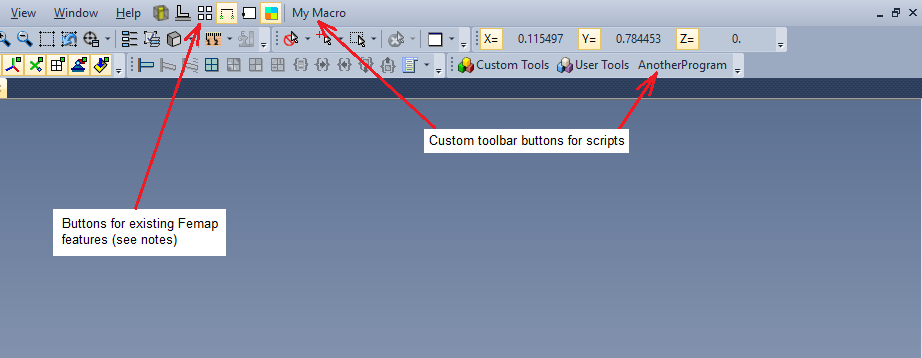 View Window Help My Macro
X= 0.115497 Y= 0.784453 Z= 0.
Custom Tools User Tools AnotherProgram
Custom toolbar buttons for scripts
Buttons for existing Femap
features (see notes)